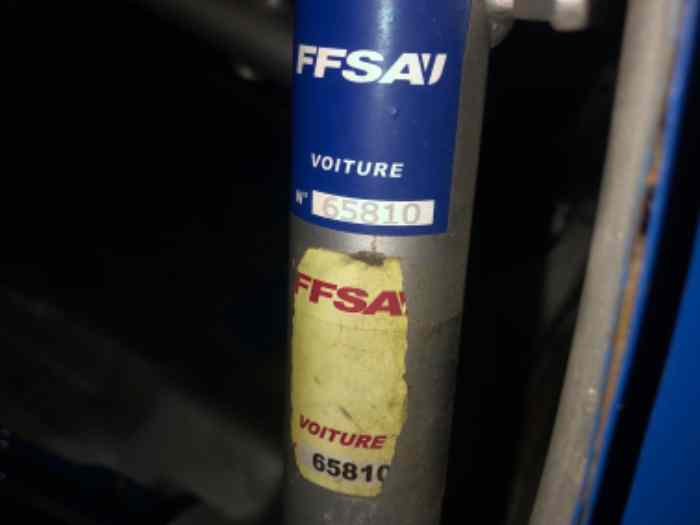 FFSA
VOITURE
N° 65810
FFSA
VOITURE
65810